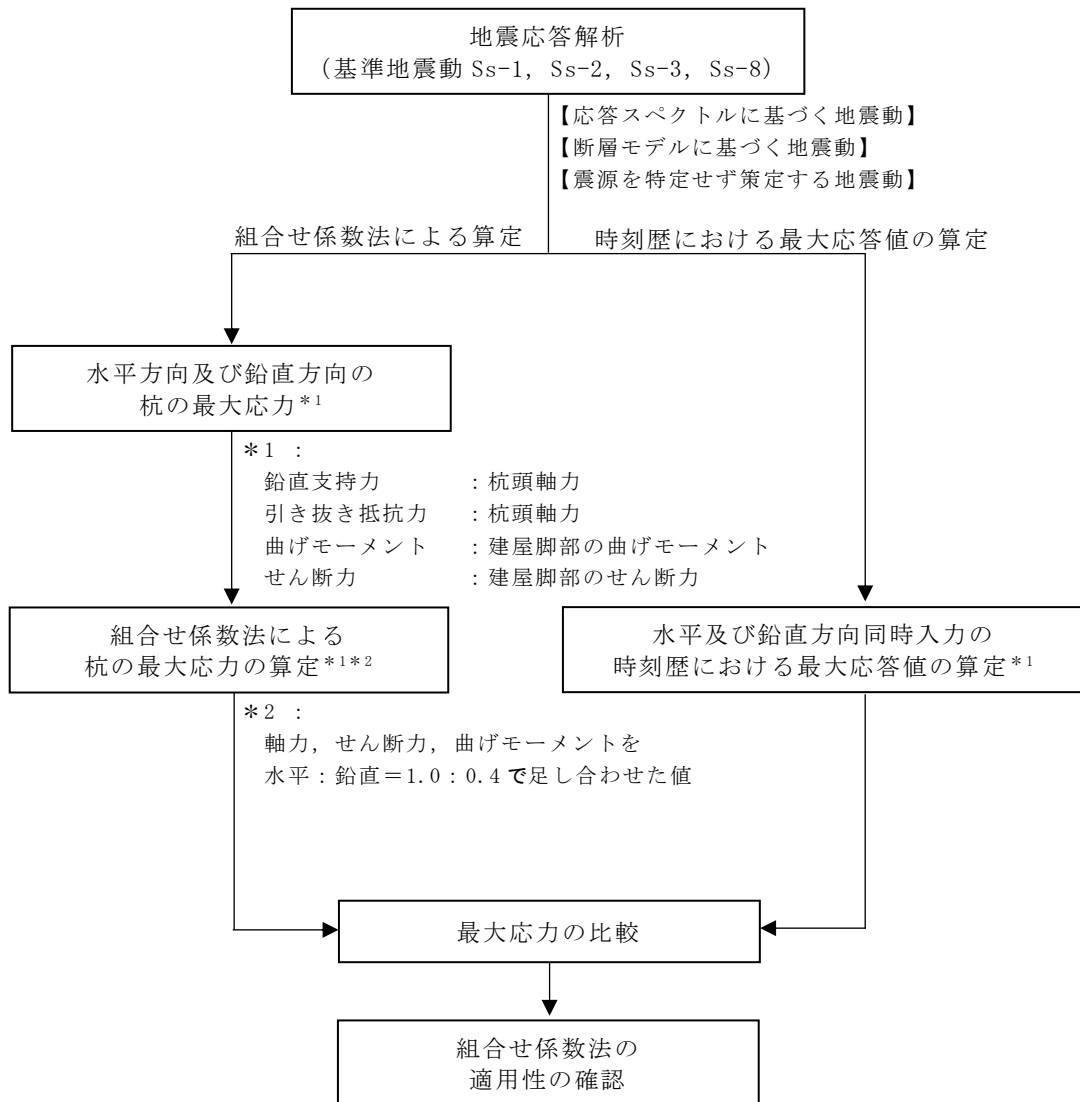 地震応答解析
（基準地震動 Ss-1, Ss-2, Ss-3, Ss-8）
【応答スペクトルに基づく地震動】
【断層モデルに基づく地震動】
【震源を特定せず策定する地震動】
組合せ係数法による算定
時刻歴における最大応答値の算定
水平方向及び鉛直方向の
杭の最大応力*1
＊1 :
鉛直支持力 : 杭頭軸力
引き抜き抵抗力 : 杭頭軸力
曲げモーメント : 建屋脚部の曲げモーメント
せん断力 : 建屋脚部のせん断力
組合せ係数法による
杭の最大応力の算定*1*2
水平及び鉛直方向同時入力の
時刻歴における最大応答値の算定*1
＊2 :
軸力, せん断力, 曲げモーメントを
水平：鉛直＝1.0：0.4 で足し合わせた値
最大応力の比較
組合せ係数法の
適用性の確認